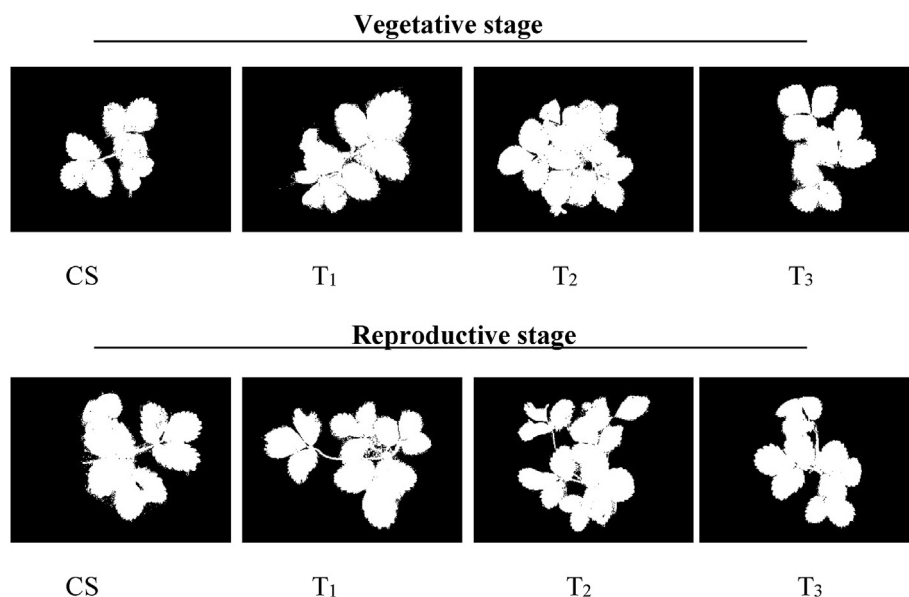 Vegetative stage
CS T₁ T₂ T₃
Reproductive stage
CS T₁ T₂ T₃